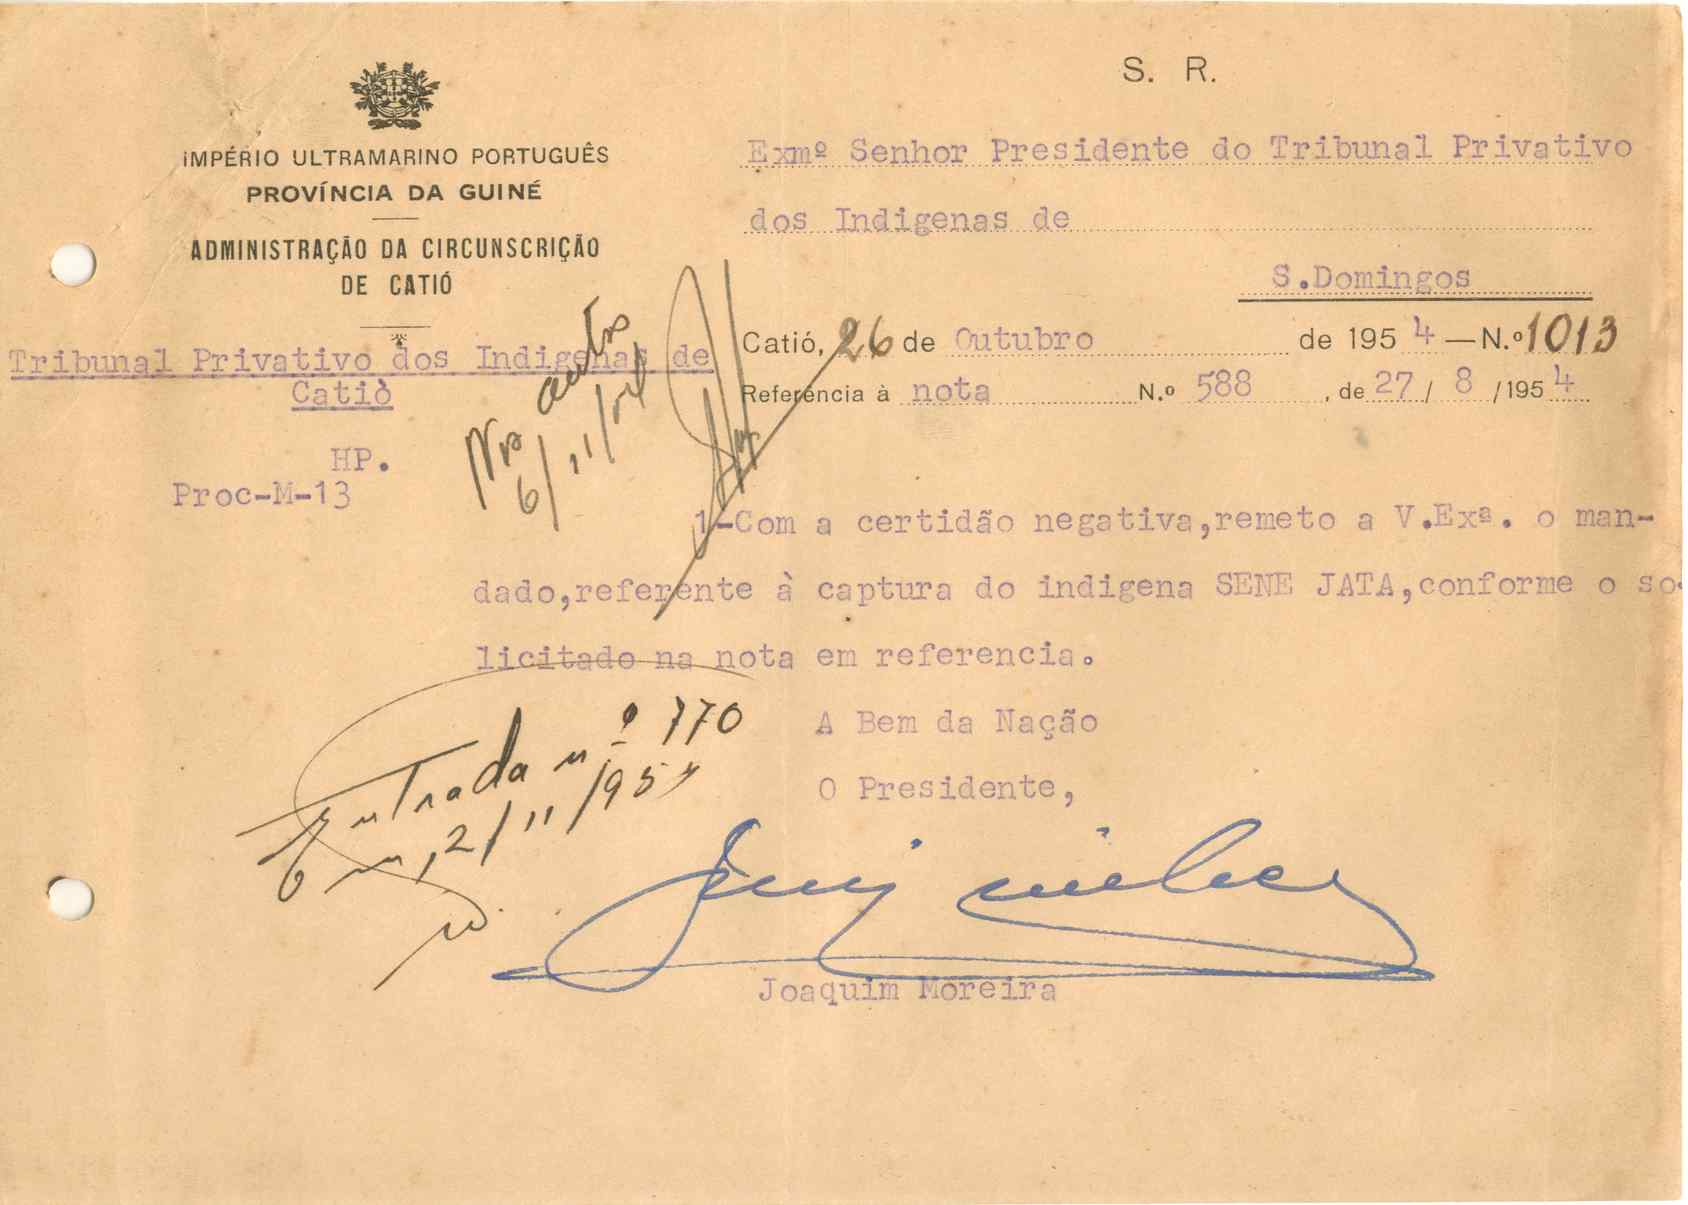 S. R.
IMPÉRIO ULTRAMARINO PORTUGUÊS
PROVÍNCIA DA GUINÉ
ADMINISTRAÇÃO DA CIRCUNSCRIÇÃO
DE CATIÓ
Tribunal Privativo dos Indigenas de
Catiò
HP.
Proc-M-13
Exmº Senhor Presidente do Tribunal Privativo
dos Indigenas de
S.Domingos
Catió, 26 de Outubro de 1954 — N.º 1013
Referência à nota N.º 588, de 27/ 8 /1954
Nos autos
6/11/54
1-Com a certidão negativa,remeto a V.Exª. o man-
dado,referente à captura do indigena SENE JATA,conforme o so-
licitado na nota em referencia.
A Bem da Nação
O Presidente,
Joaquim Moreira
Entrada nº 770
Em, 2/11/954